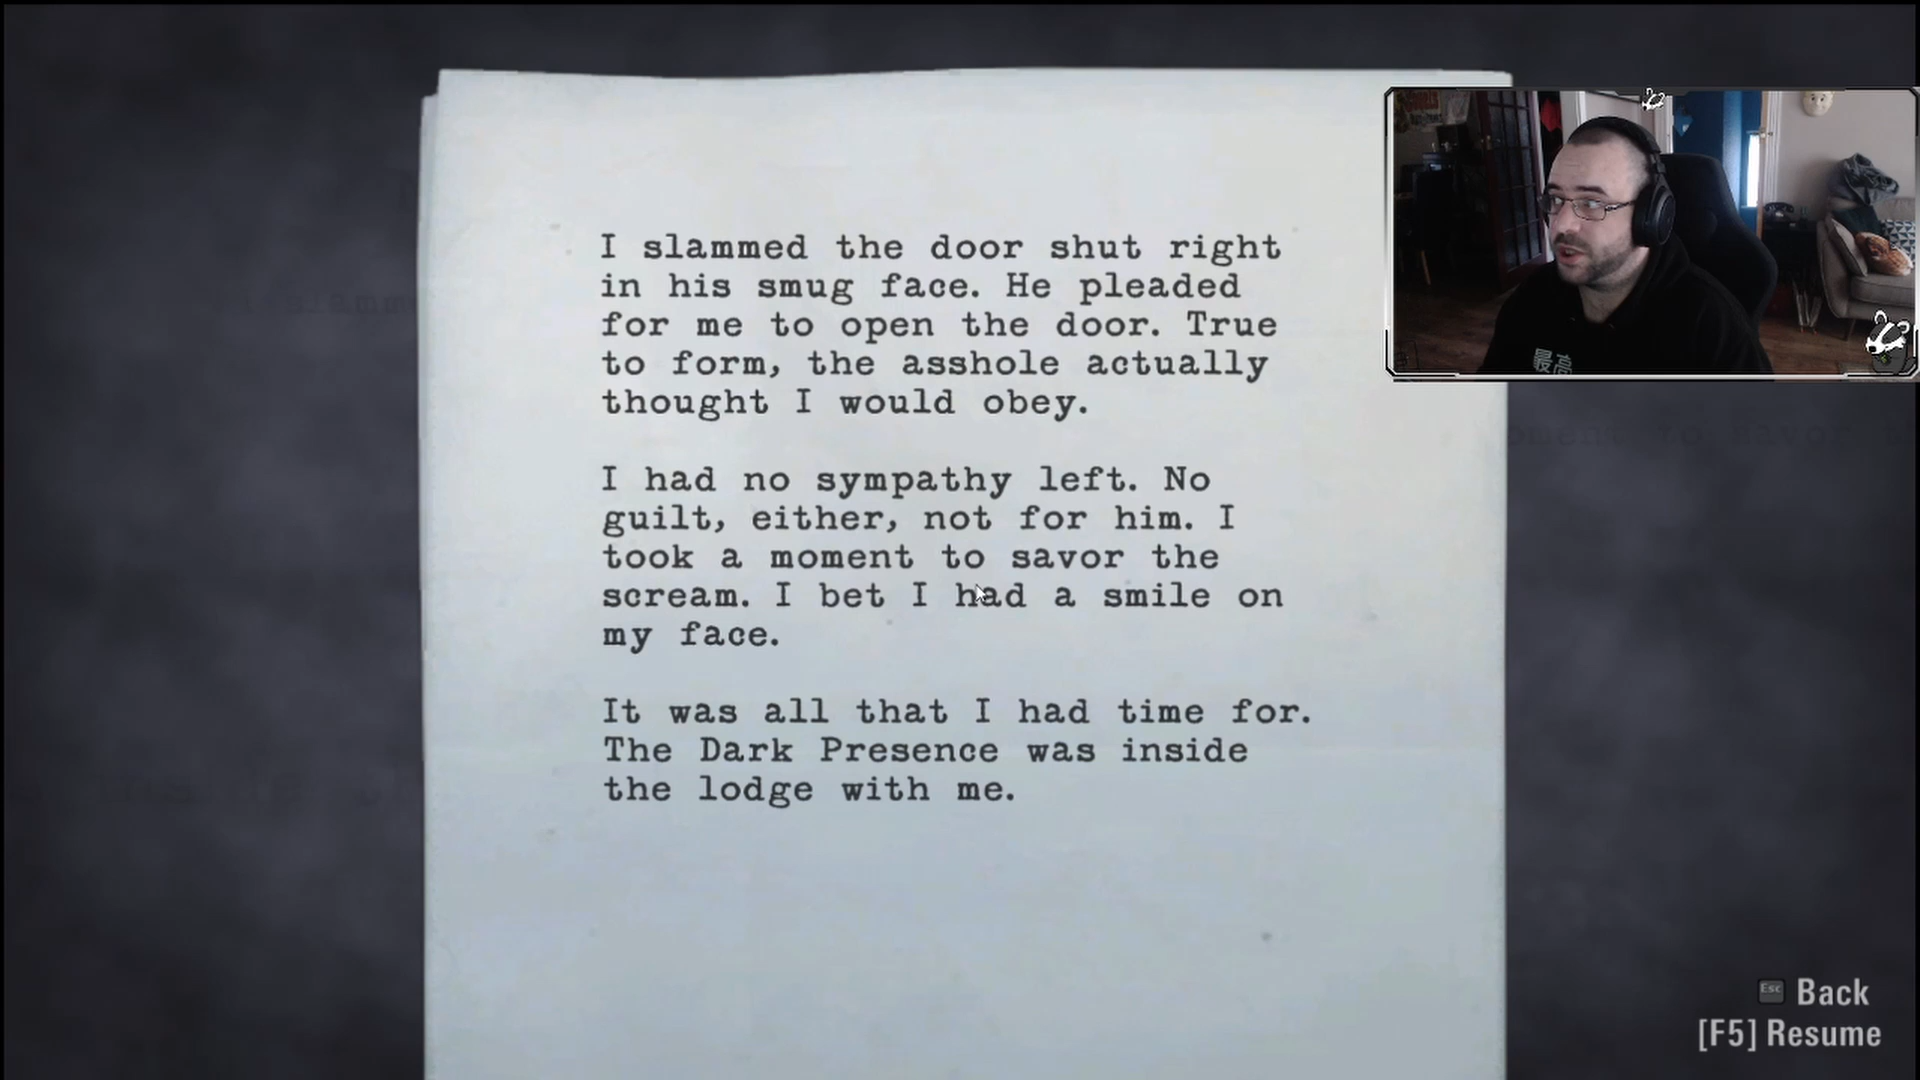 I slammed the door shut right
in his smug face. He pleaded
for me to open the door. True
to form, the asshole actually
thought I would obey.
I had no sympathy left. No
guilt, either, not for him. I
took a moment to savor the
scream. I bet I had a smile on
my face.
It was all that I had time for.
The Dark Presence was inside
the lodge with me.
Esc Back
[F5] Resume
最高